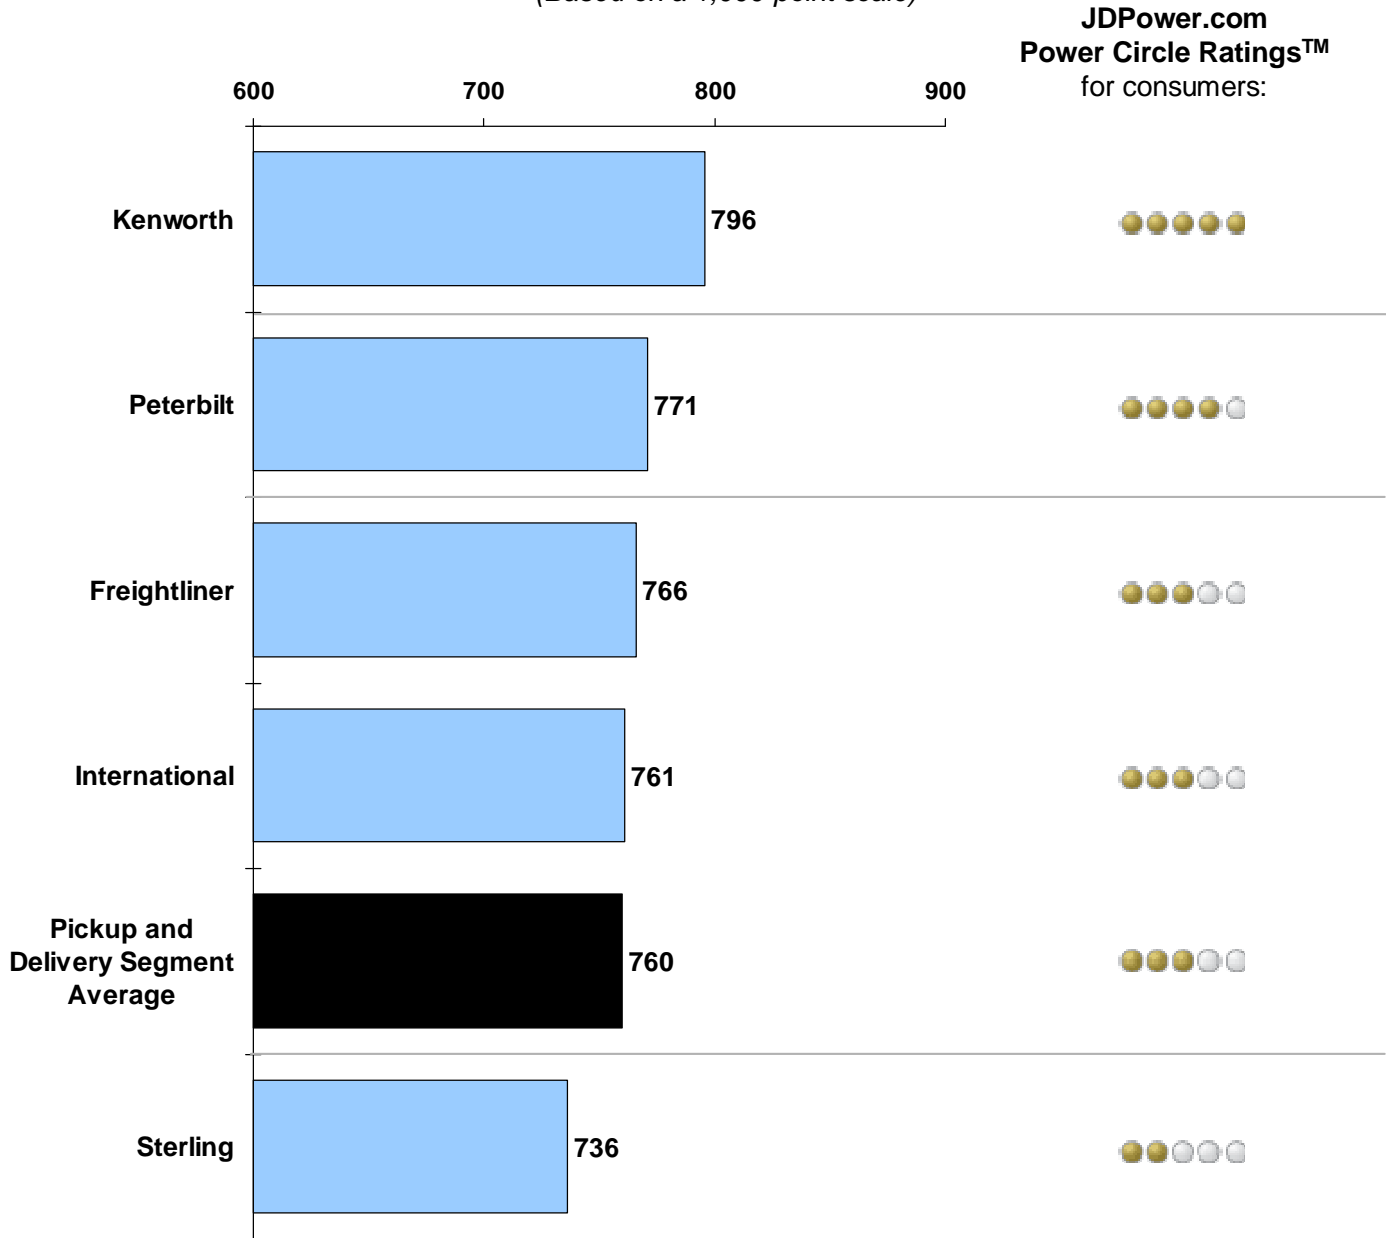 JDPower.com
Power Circle Ratings™
for consumers:
600 700 800 900
Kenworth 796
Peterbilt 771
Freightliner 766
International 761
Pickup and
Delivery Segment 760
Average
Sterling 736